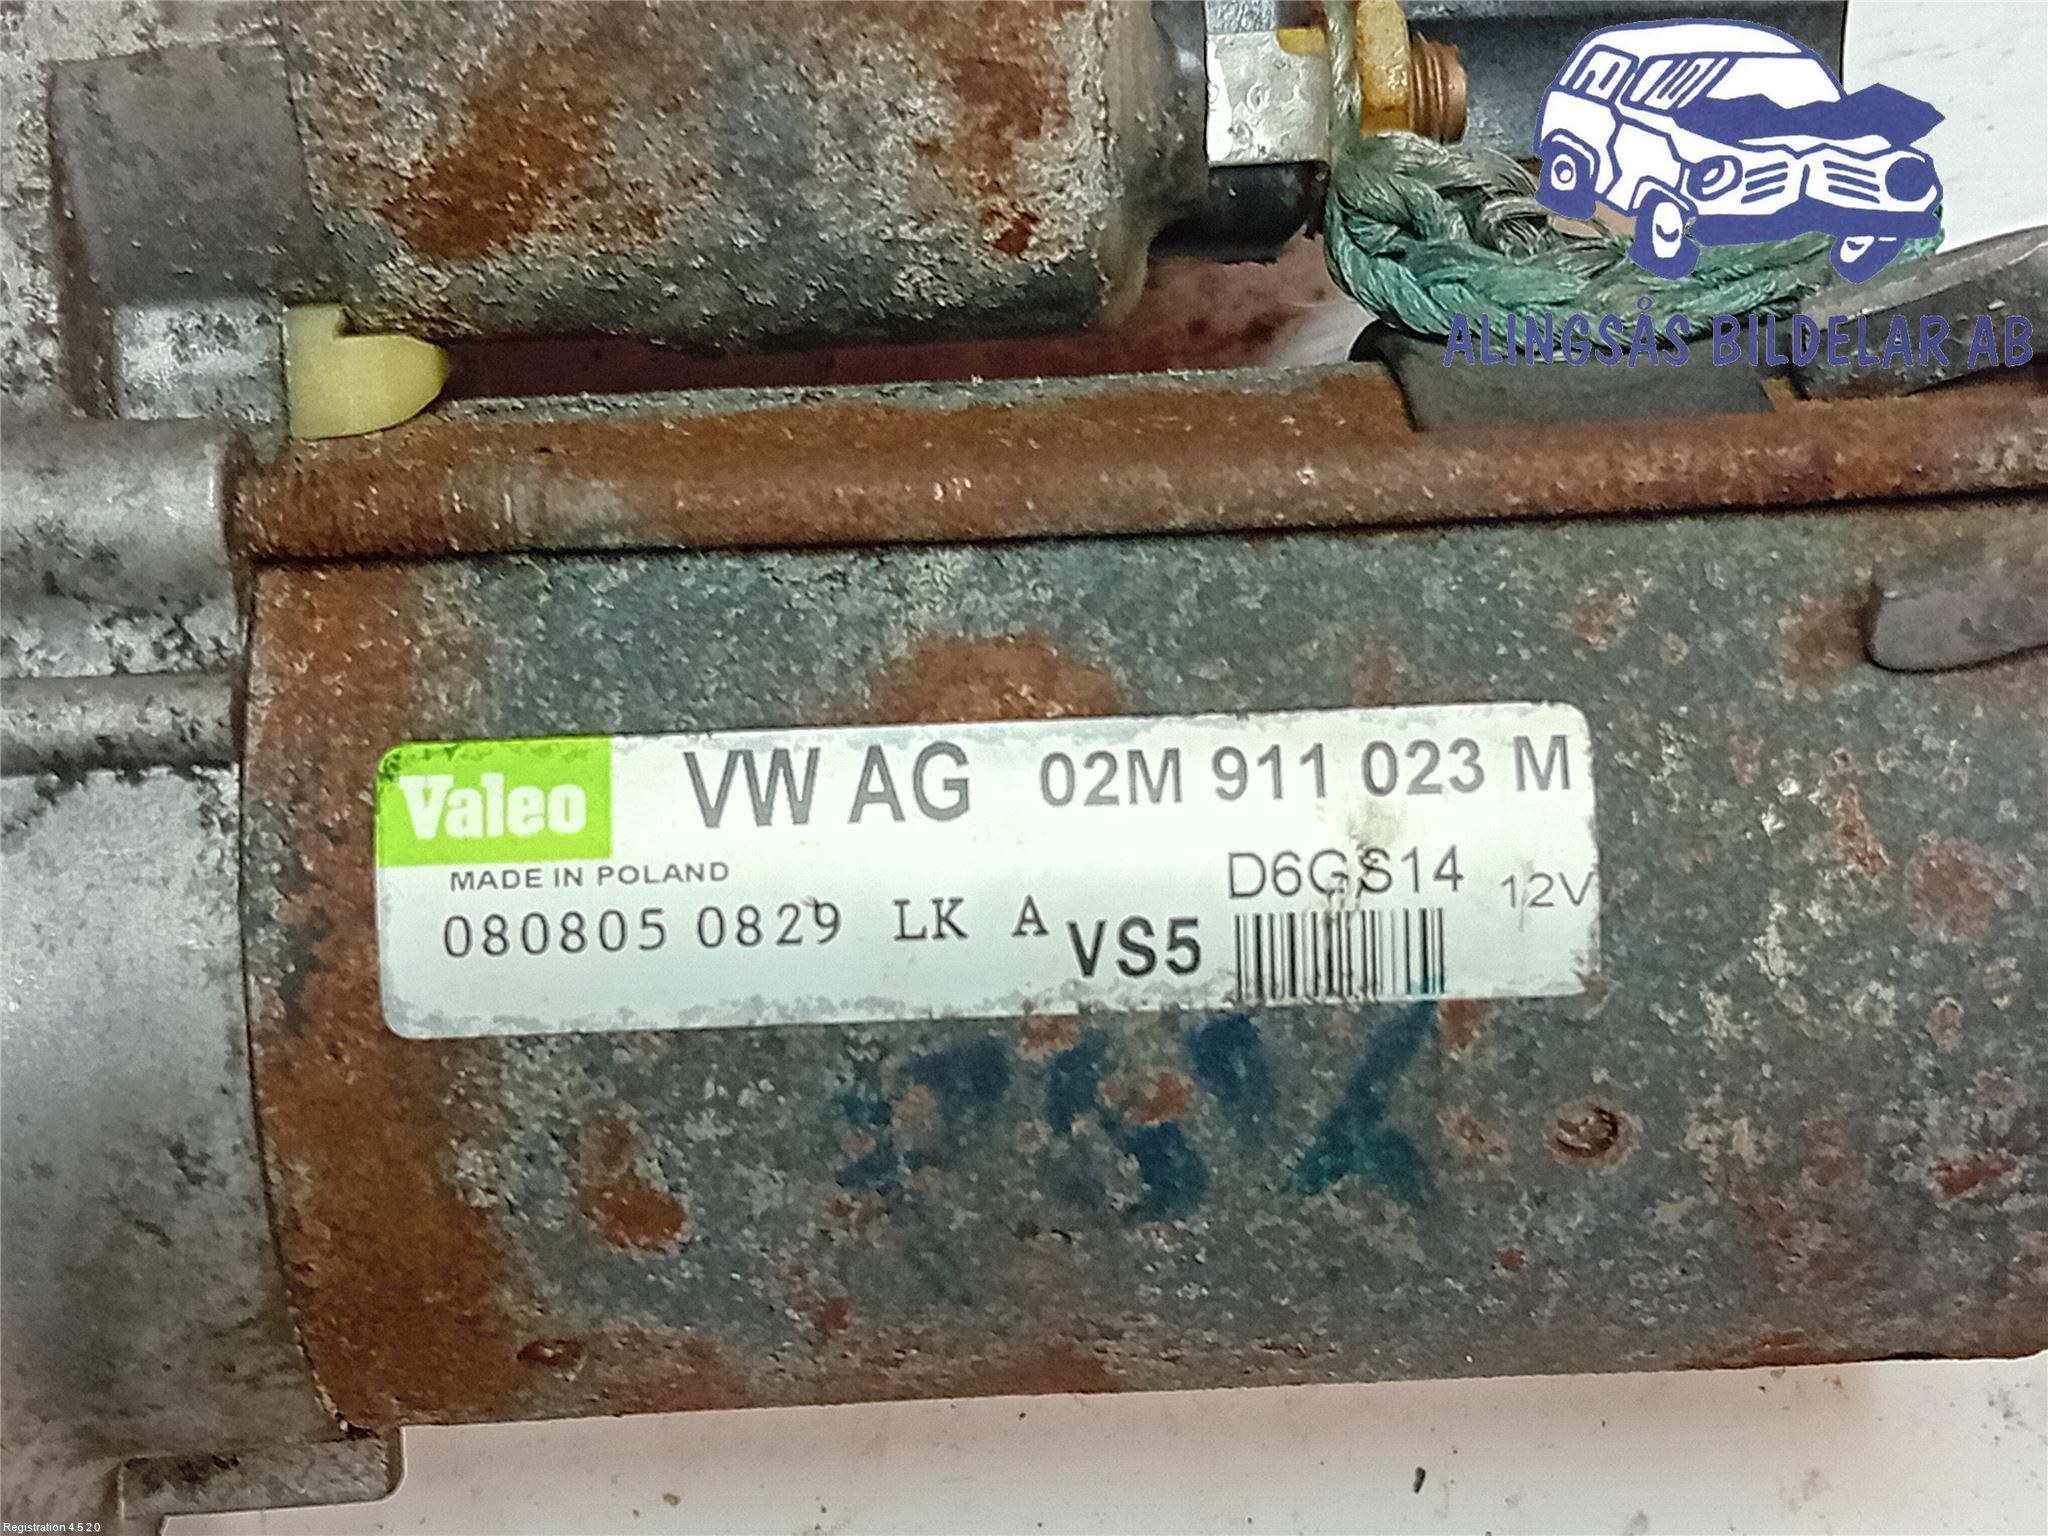 ALINGSÅS BILDELAR AB
Valeo VW AG 02M 911 023 M
MADE IN POLAND
D6GS14 12V
080805 0829 LK A VS5
Registration 4.5.2.0